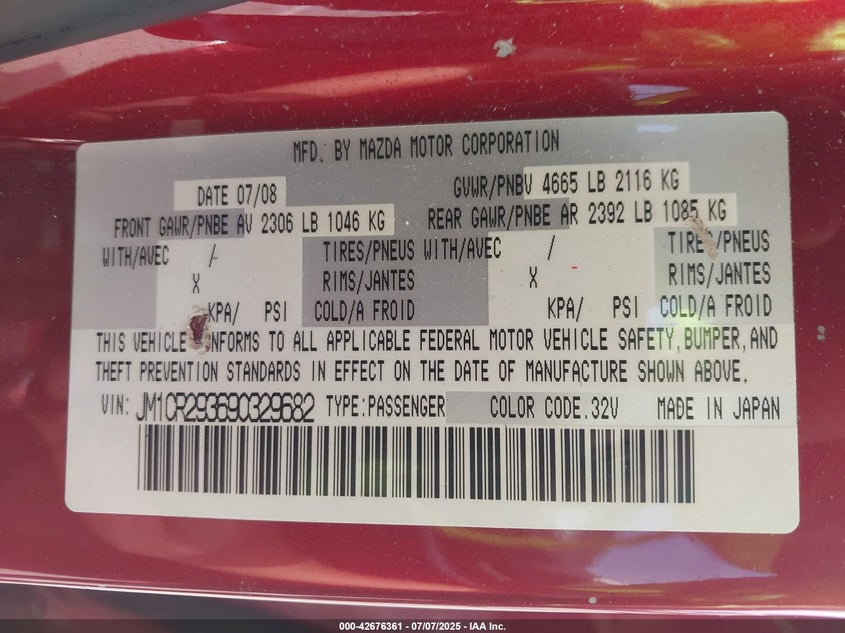 MFD. BY MAZDA MOTOR CORPORATION
DATE 07/08 GVWR/PNBV 4665 LB 2116 KG
FRONT GAWR/PNBE AV 2306 LB 1046 KG REAR GAWR/PNBE AR 2392 LB 1085 KG
WITH/AVEC / TIRES/PNEUS WITH/AVEC / TIRES/PNEUS
X RIMS/JANTES X RIMS/JANTES
KPA/ PSI COLD/A FROID KPA/ PSI COLD/A FROID
THIS VEHICLE NFORMS TO ALL APPLICABLE FEDERAL MOTOR VEHICLE SAFETY,BUMPER,AND
THEFT PREVENTION STANDARDS IN EFFECT ON THE DATE OF MANUFACTURE SHOWN ABOVE.
VIN: JM1CR293690329682 TYPE:PASSENGER COLOR CODE.32V MADE IN JAPAN
000-42676361 / 07/07/2025 - IAA Inc.